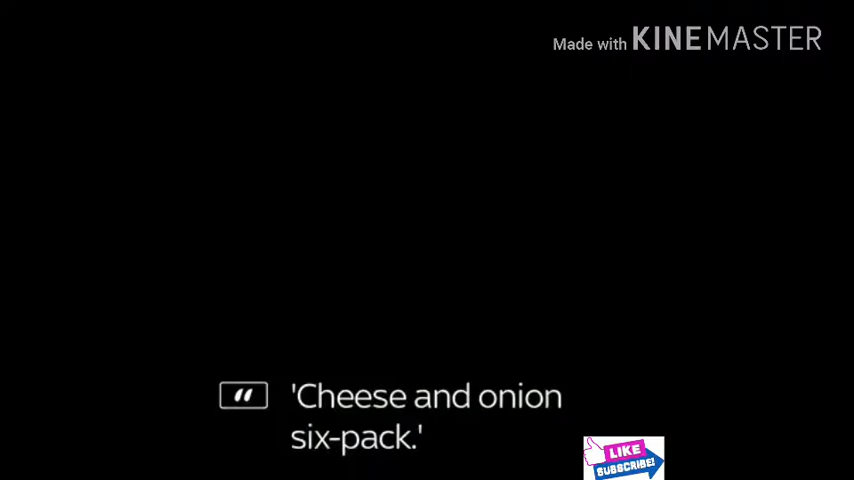 Made with KINEMASTER
'Cheese and onion
six-pack.'
LIKE
SUBSCRIBE!